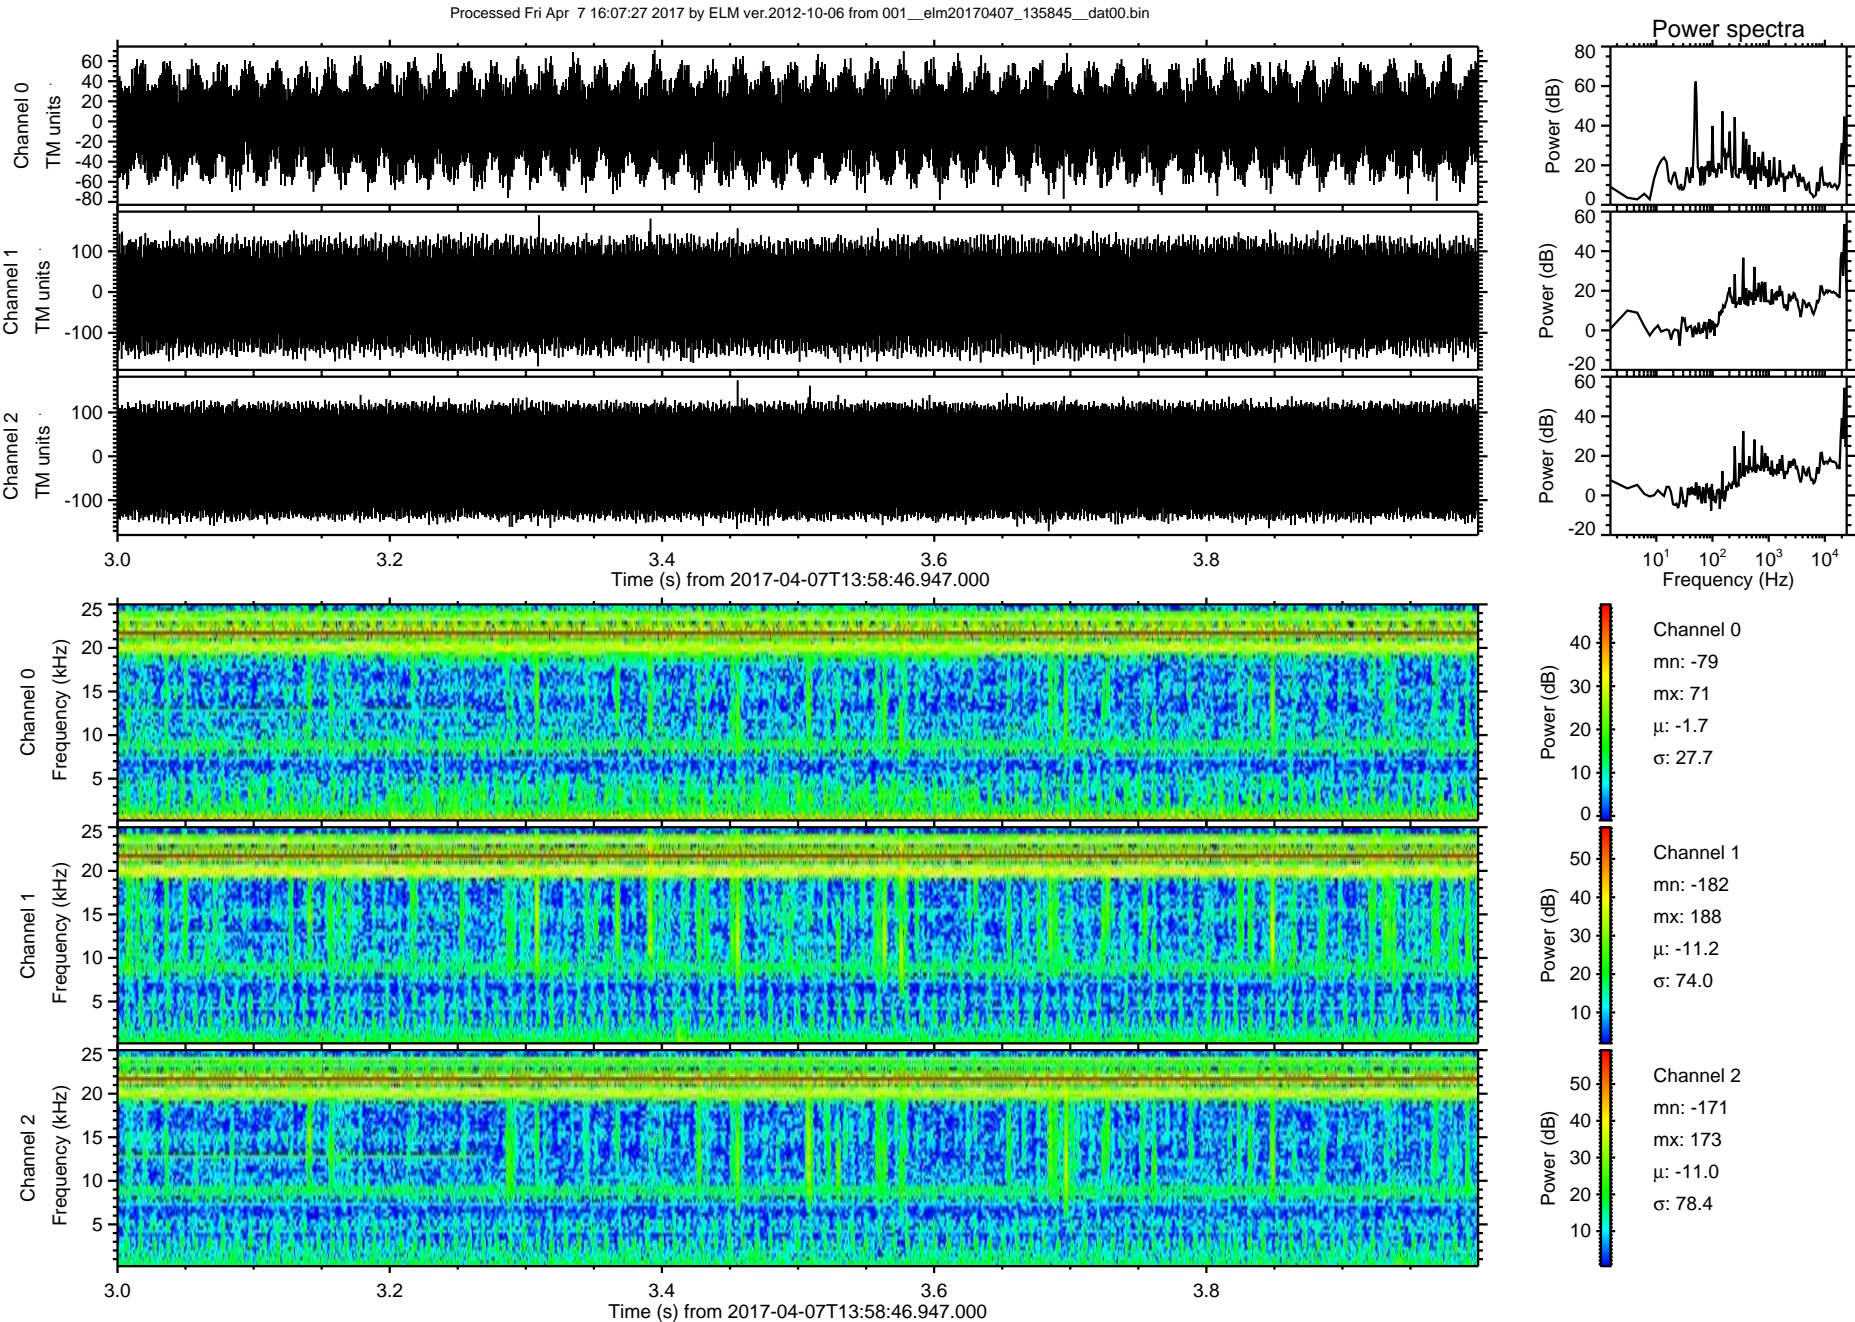 Processed Fri Apr  7 16:07:27 2017 by ELM ver.2012-10-06 from 001__elm20170407_135845__dat00.bin
Power spectra
Channel 0
TM units
60
40
20
0
-20
-40
-60
-80
Power (dB)
80
60
40
20
0
Channel 1
TM units
100
0
-100
Power (dB)
60
40
20
0
-20
Channel 2
TM units
100
0
-100
Power (dB)
60
40
20
0
-20
3.0 3.2 3.4 3.6 3.8
Time (s) from 2017-04-07T13:58:46.947.000
10¹ 10² 10³ 10⁴
Frequency (Hz)
Channel 0
Frequency (kHz)
25
20
15
10
5
Power (dB)
40
30
20
10
0
Channel 0
mn: -79
mx: 71
µ: -1.7
σ: 27.7
Channel 1
Frequency (kHz)
25
20
15
10
5
Power (dB)
50
40
30
20
10
Channel 1
mn: -182
mx: 188
µ: -11.2
σ: 74.0
Channel 2
Frequency (kHz)
25
20
15
10
5
Power (dB)
50
40
30
20
10
Channel 2
mn: -171
mx: 173
µ: -11.0
σ: 78.4
3.0 3.2 3.4 3.6 3.8
Time (s) from 2017-04-07T13:58:46.947.000